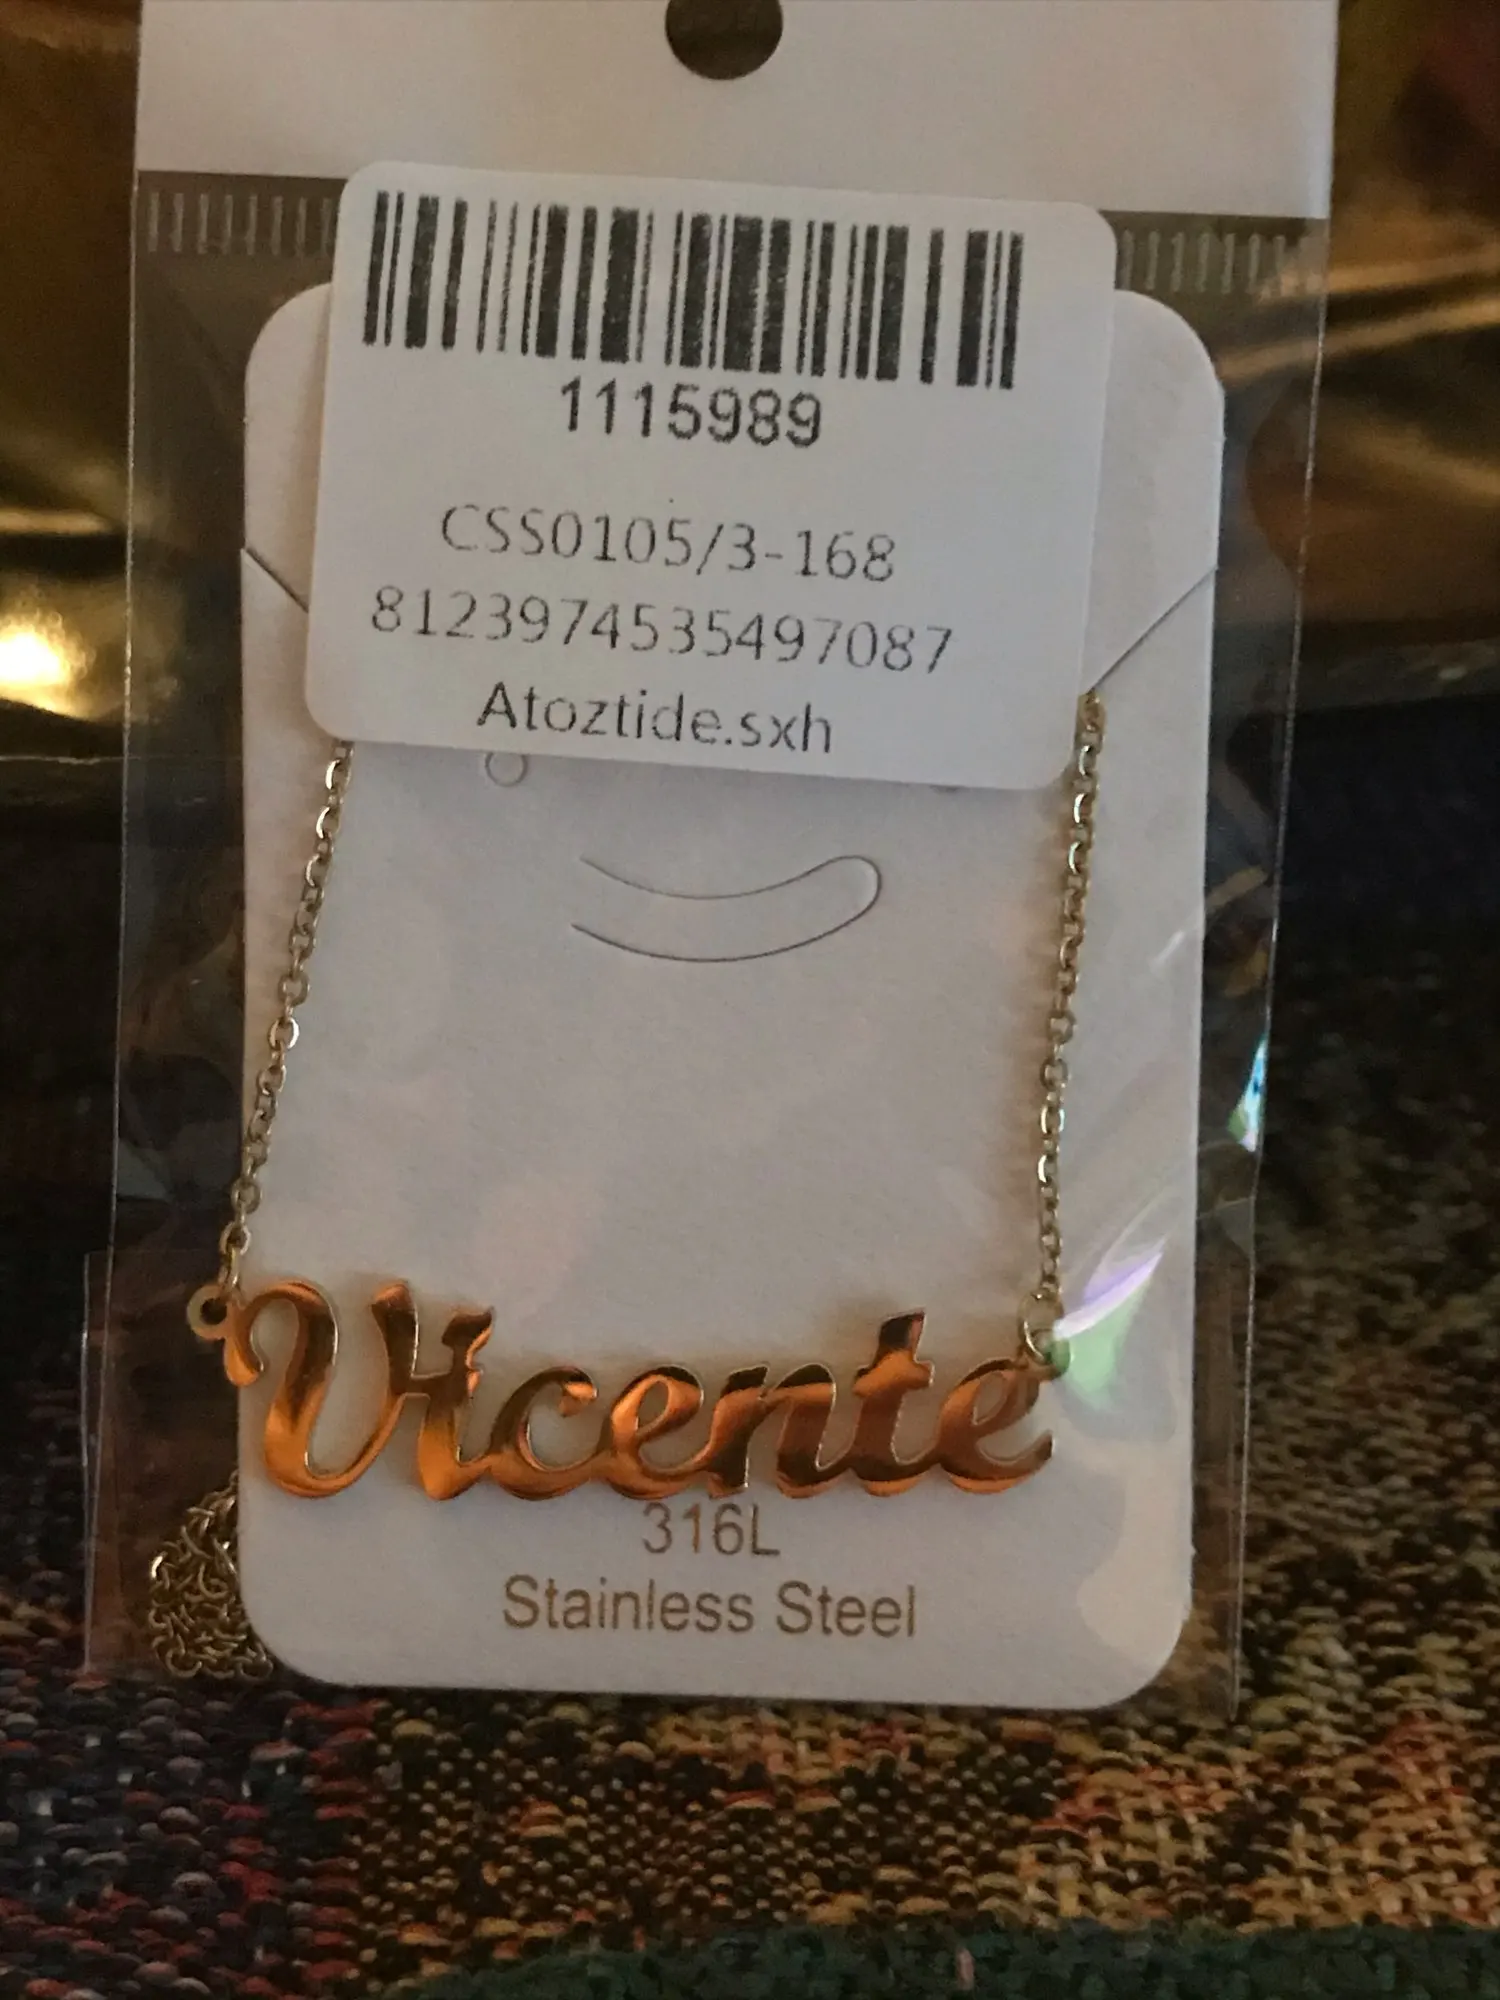 1115989
CSS0105/3-168
8123974535497087
Atoztide.sxh
Vicente
316L
Stainless Steel